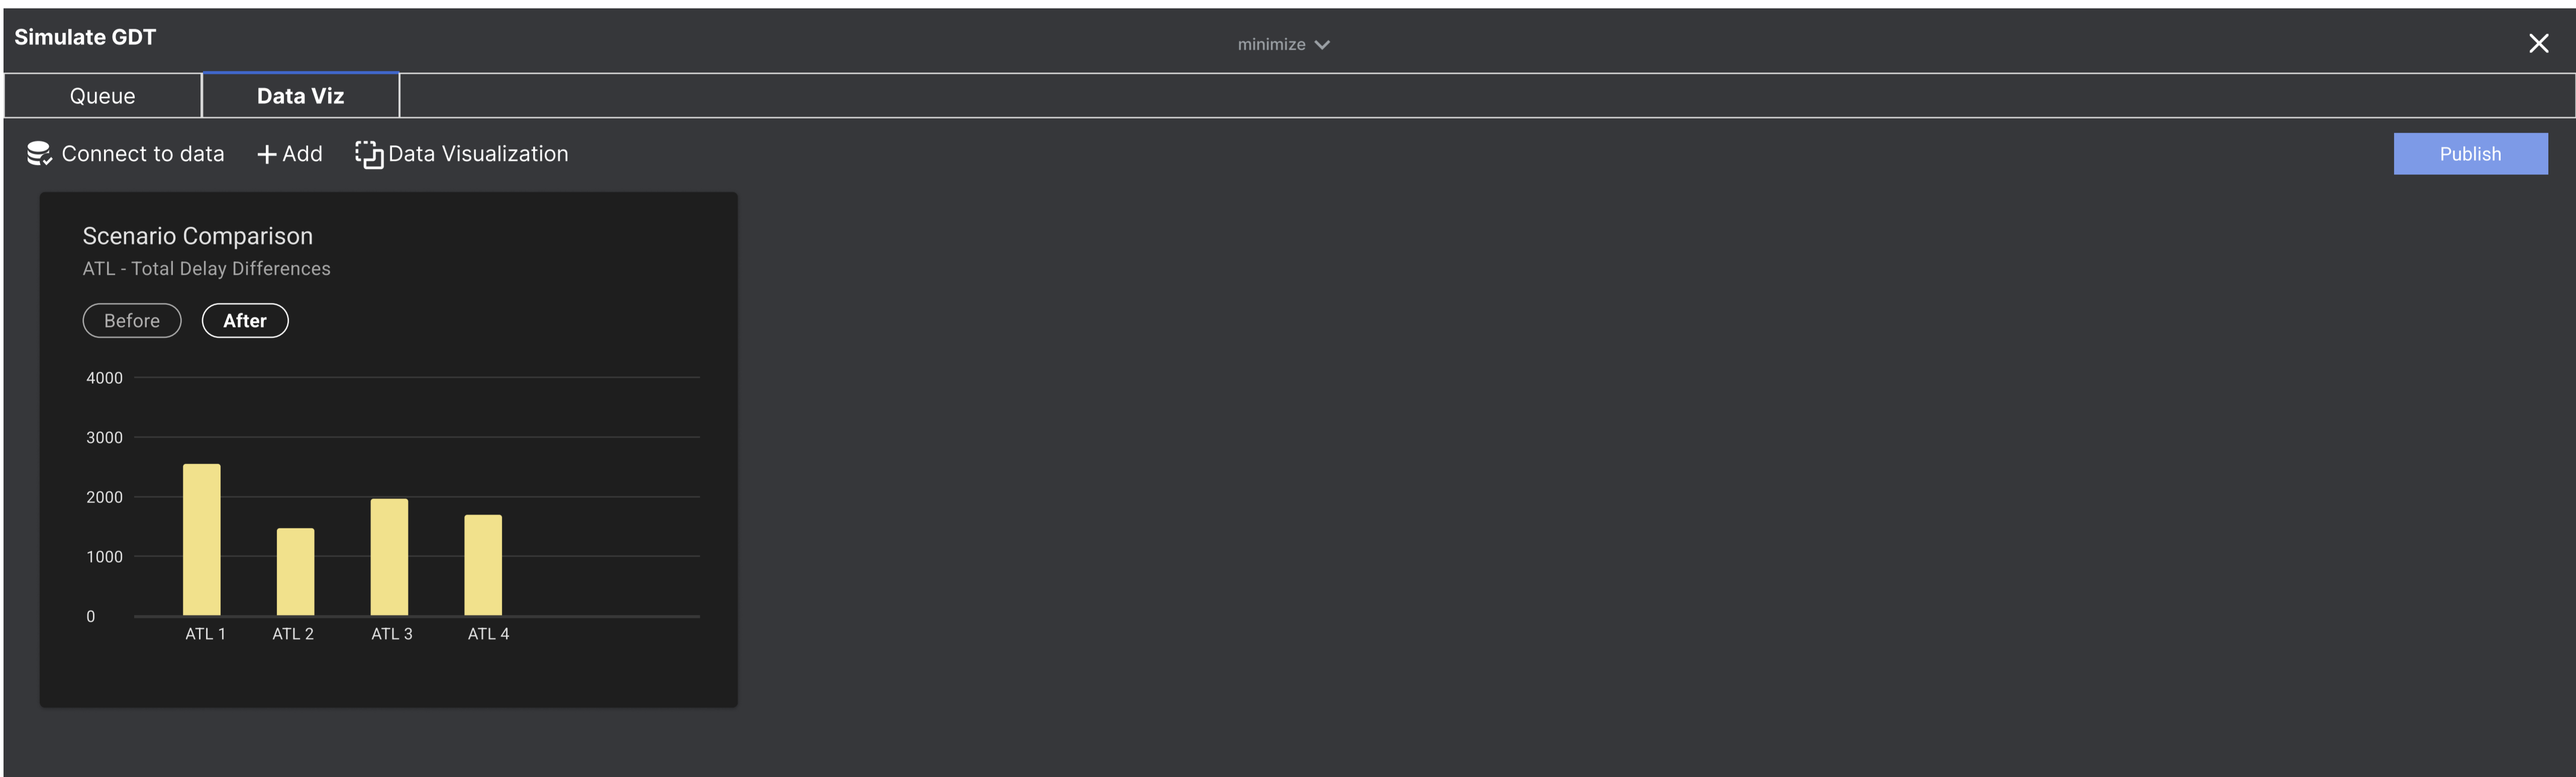 Simulate GDT
minimize
Queue Data Viz
Connect to data Add Data Visualization Publish
Scenario Comparison
ATL - Total Delay Differences
Before After
4000
3000
2000
1000
0
ATL 1 ATL 2 ATL 3 ATL 4